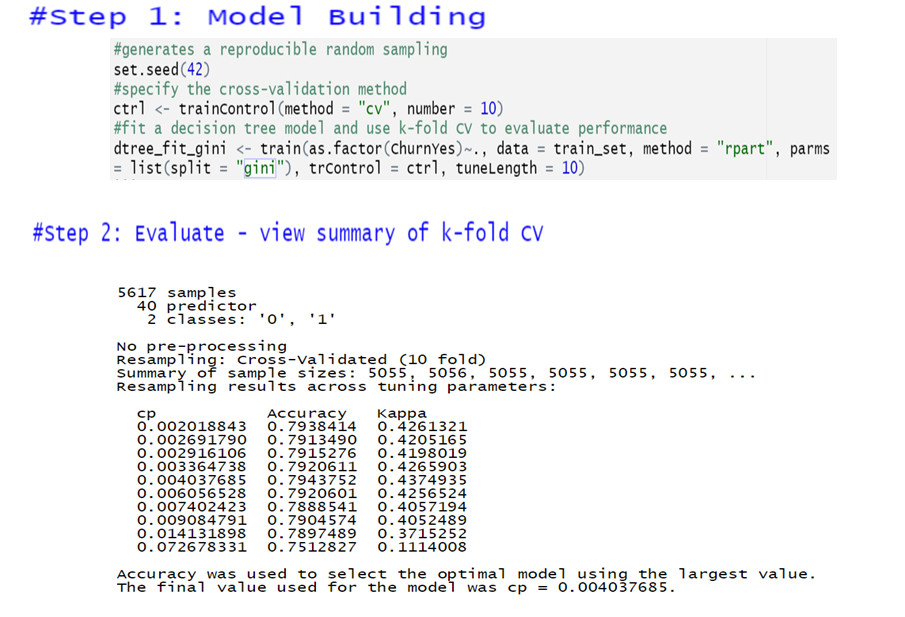 #Step 1: Model Building
#generates a reproducible random sampling
set.seed(42)
#specify the cross-validation method
ctrl <- trainControl(method = "cv", number = 10)
#fit a decision tree model and use k-fold CV to evaluate performance
dtree_fit_gini <- train(as.factor(ChurnYes)~., data = train_set, method = "rpart", parms
= list(split = "gini"), trControl = ctrl, tuneLength = 10)
#Step 2: Evaluate - view summary of k-fold CV
5617 samples
40 predictor
2 classes: '0', '1'
No pre-processing
Resampling: Cross-Validated (10 fold)
Summary of sample sizes: 5055, 5056, 5055, 5055, 5055, 5055, ...
Resampling results across tuning parameters:
cp Accuracy Kappa
0.002018843 0.7938414 0.4261321
0.002691790 0.7913490 0.4205165
0.002916106 0.7915276 0.4198019
0.003364738 0.7920611 0.4265903
0.004037685 0.7943752 0.4374935
0.006056528 0.7920601 0.4256524
0.007402423 0.7888541 0.4057194
0.009084791 0.7904574 0.4052489
0.014131898 0.7897489 0.3715252
0.072678331 0.7512827 0.1114008
Accuracy was used to select the optimal model using the largest value.
The final value used for the model was cp = 0.004037685.